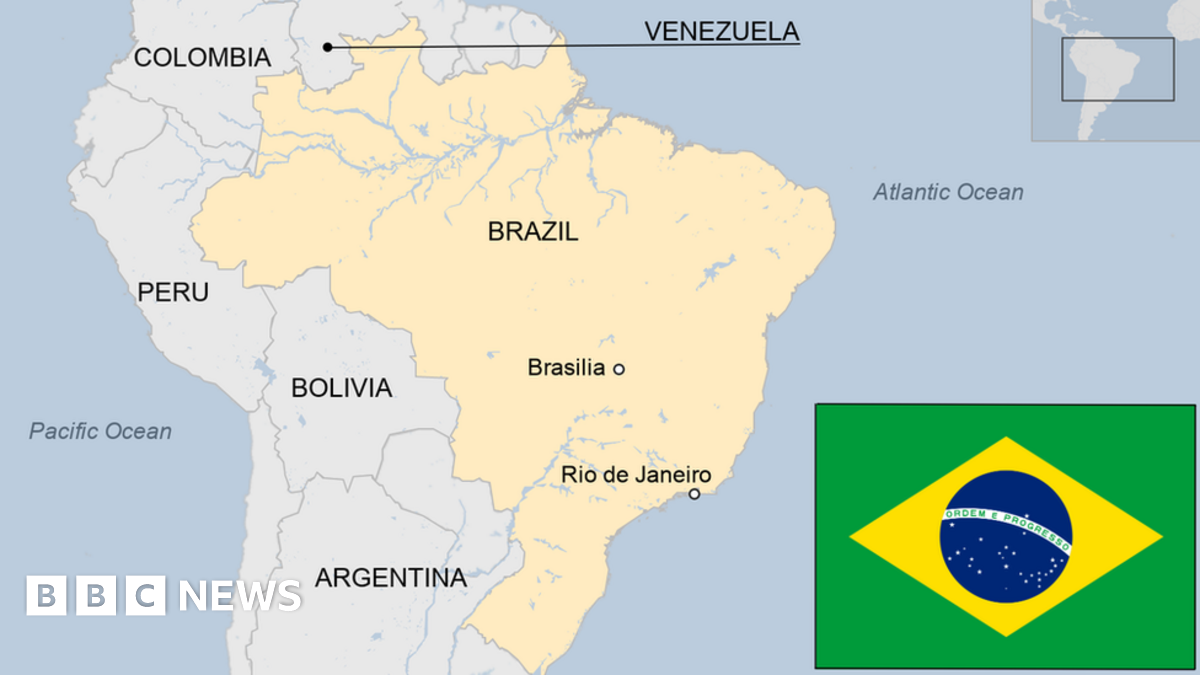 VENEZUELA
COLOMBIA
Atlantic Ocean
BRAZIL
PERU
Brasilia
BOLIVIA
Pacific Ocean
Rio de Janeiro
ORDEM E PROGRESSO
ARGENTINA
BBC NEWS